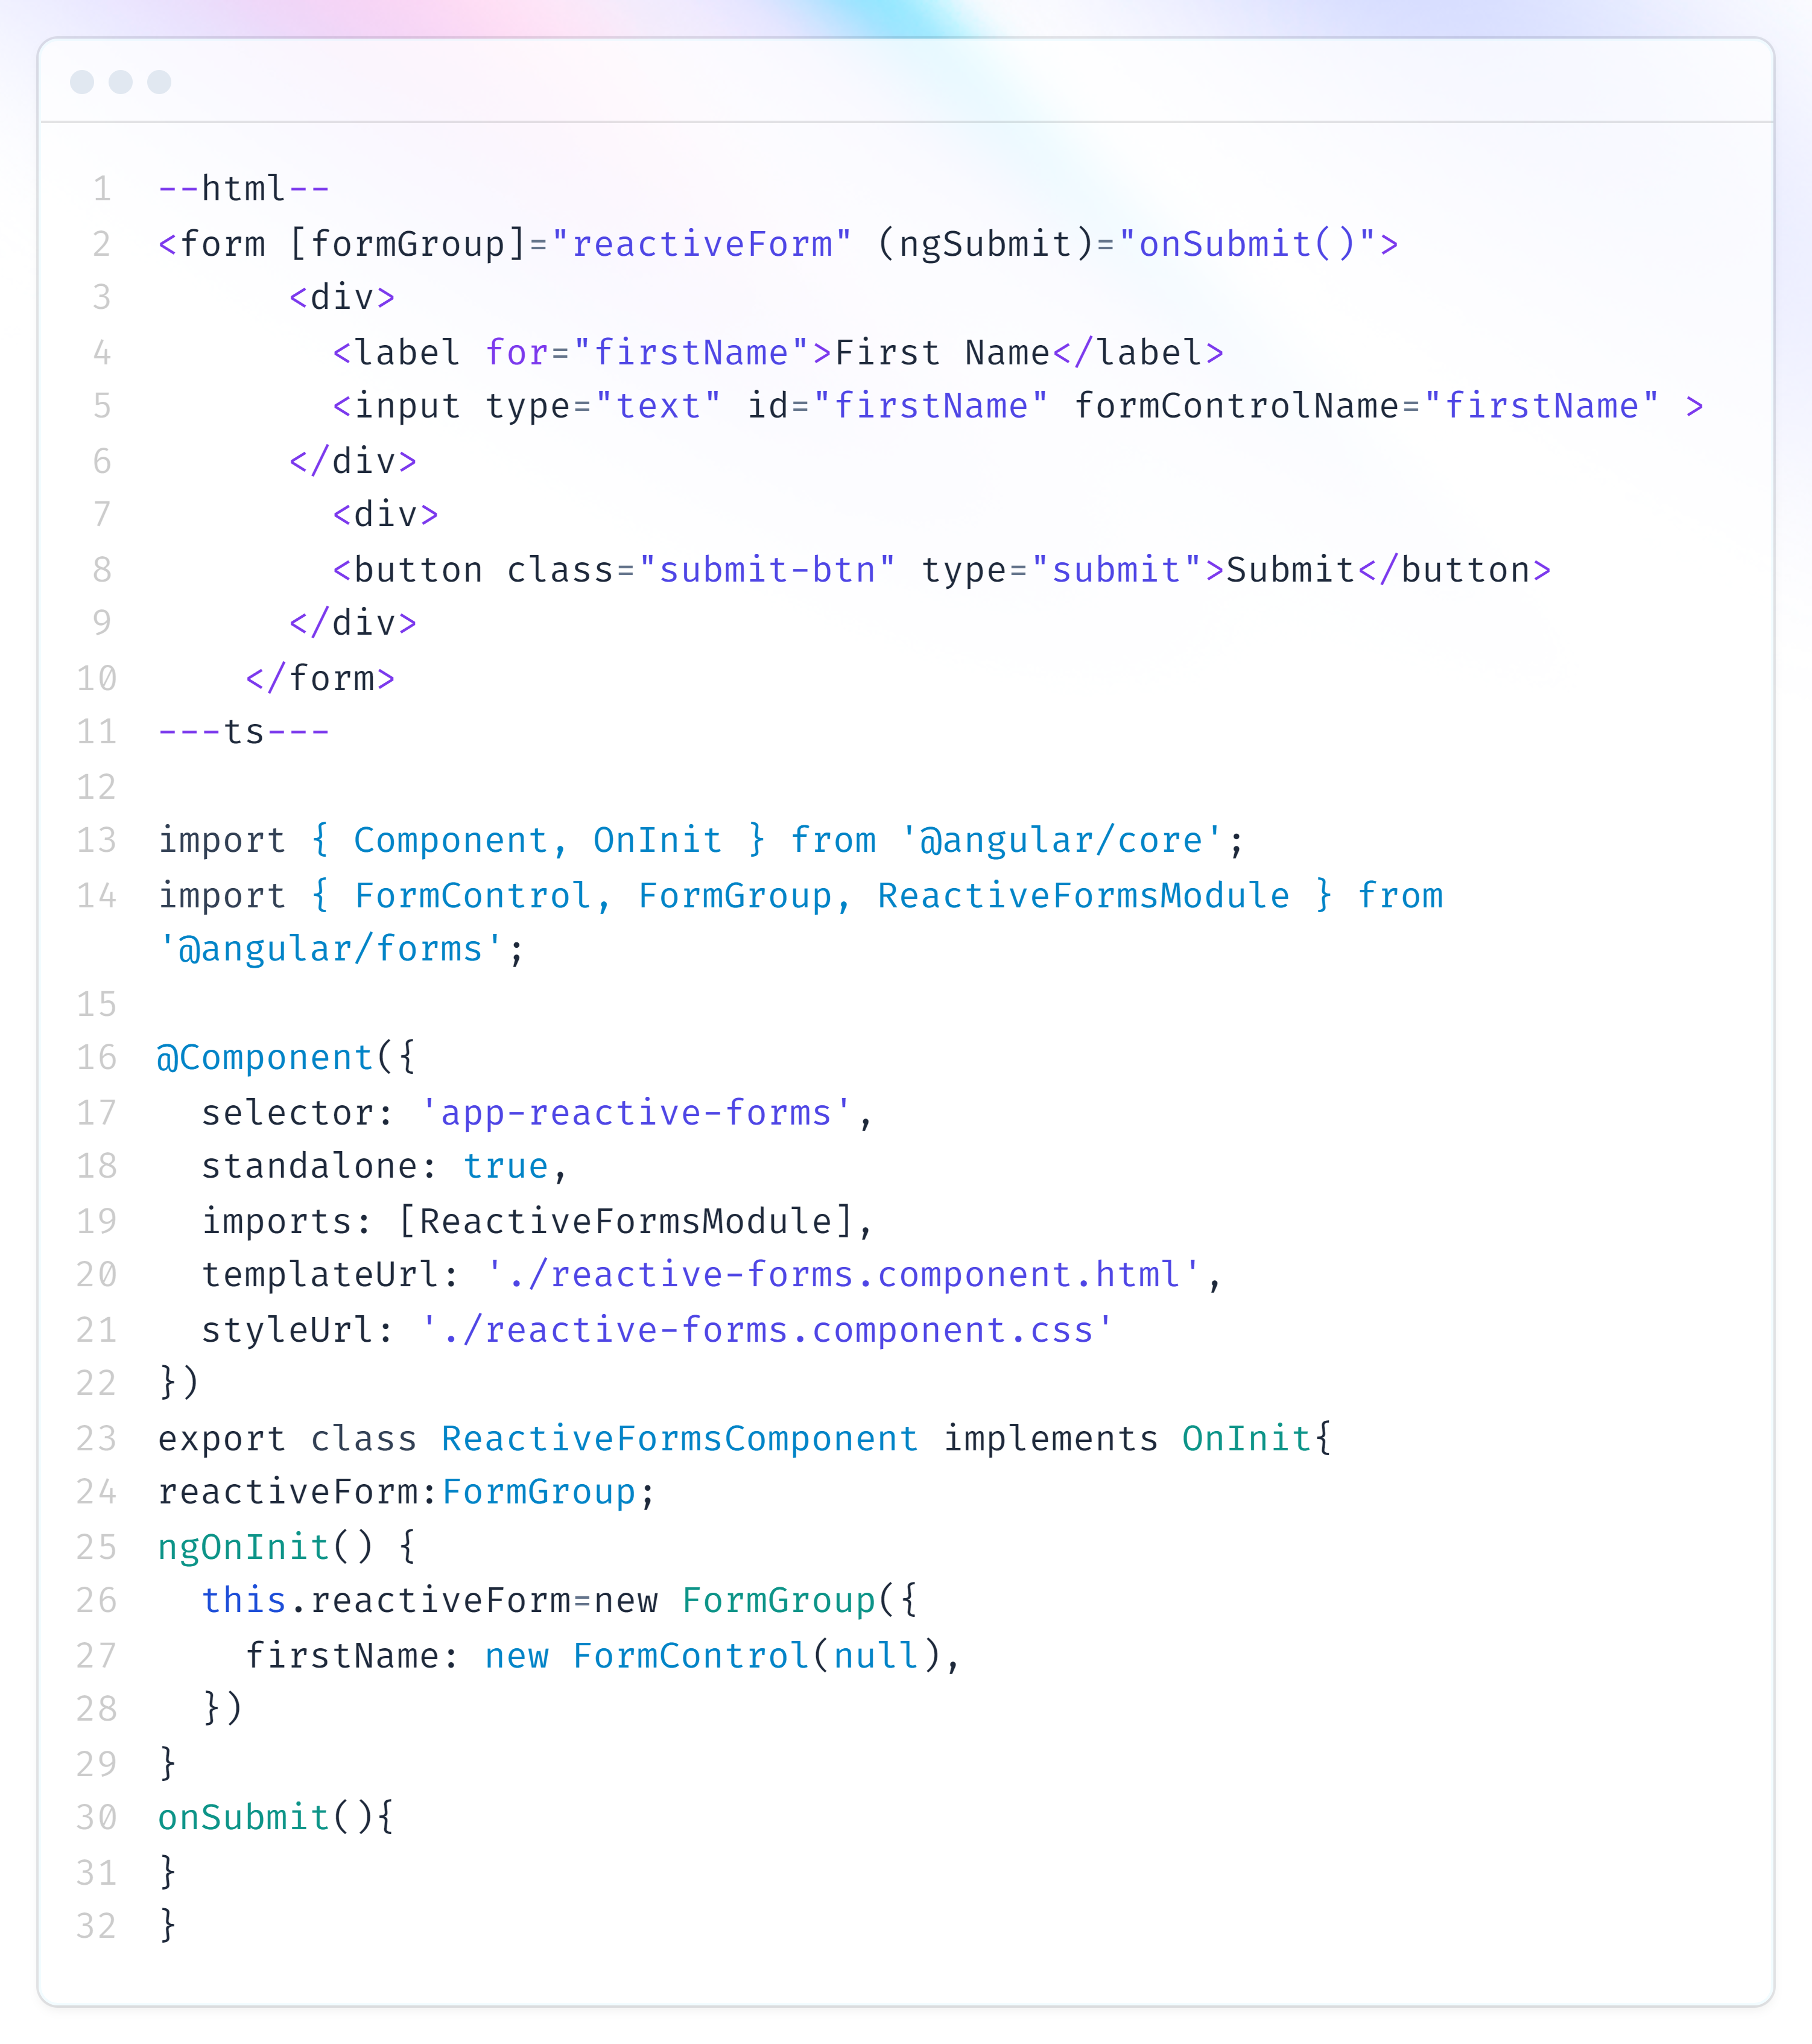 1 --html--
2 <form [formGroup]="reactiveForm" (ngSubmit)="onSubmit()">
3       <div>
4         <label for="firstName">First Name</label>
5         <input type="text" id="firstName" formControlName="firstName" >
6       </div>
7         <div>
8         <button class="submit-btn" type="submit">Submit</button>
9       </div>
10     </form>
11 ---ts---
12
13 import { Component, OnInit } from '@angular/core';
14 import { FormControl, FormGroup, ReactiveFormsModule } from
'@angular/forms';
15
16 @Component({
17   selector: 'app-reactive-forms',
18   standalone: true,
19   imports: [ReactiveFormsModule],
20   templateUrl: './reactive-forms.component.html',
21   styleUrl: './reactive-forms.component.css'
22 })
23 export class ReactiveFormsComponent implements OnInit{
24 reactiveForm:FormGroup;
25 ngOnInit() {
26   this.reactiveForm=new FormGroup({
27     firstName: new FormControl(null),
28   })
29 }
30 onSubmit(){
31 }
32 }